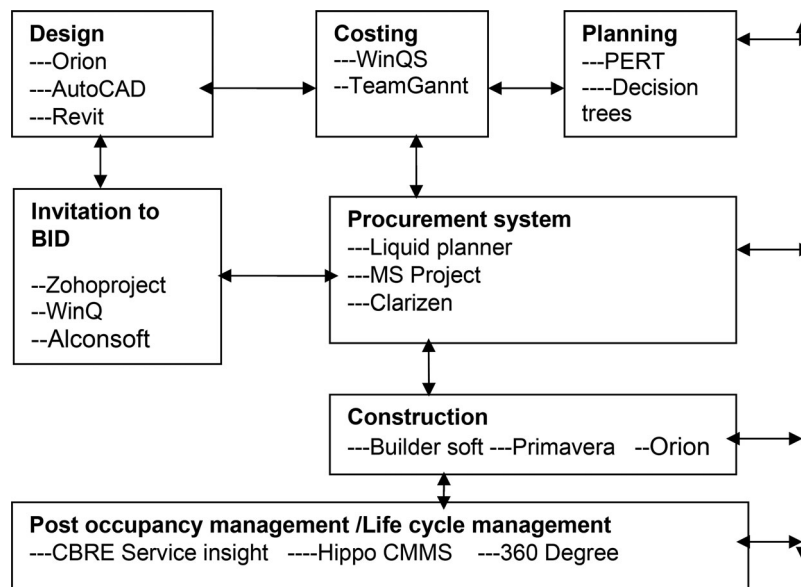 Design
---Orion
---AutoCAD
---Revit
Costing
---WinQS
--TeamGannt
Planning
---PERT
----Decision
trees
Invitation to
BID
--Zohoproject
--WinQ
--Alconsoft
Procurement system
---Liquid planner
---MS Project
---Clarizen
Construction
---Builder soft ---Primavera --Orion
Post occupancy management /Life cycle management
---CBRE Service insight ----Hippo CMMS ---360 Degree